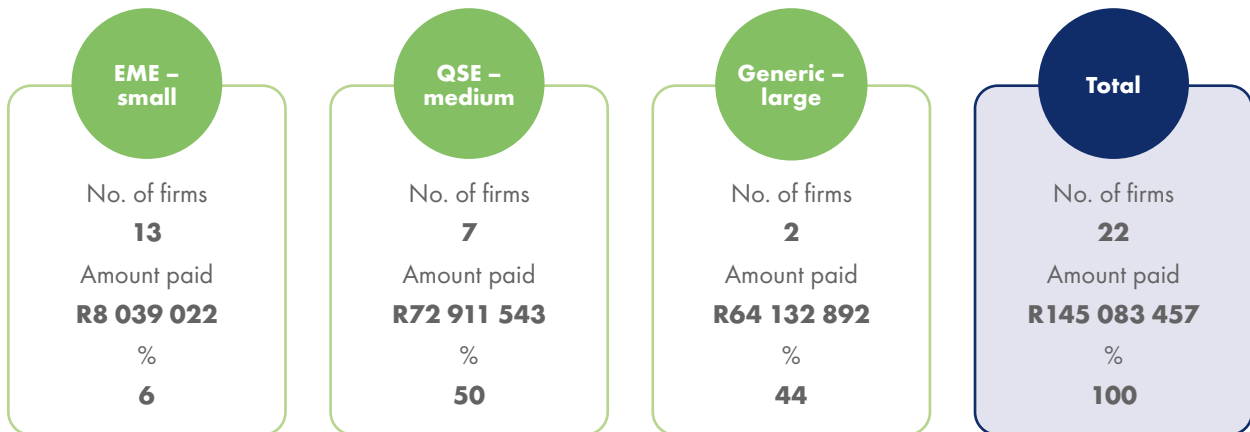 EME –
small
No. of firms
13
Amount paid
R8 039 022
%
6
QSE –
medium
No. of firms
7
Amount paid
R72 911 543
%
50
Generic –
large
No. of firms
2
Amount paid
R64 132 892
%
44
Total
No. of firms
22
Amount paid
R145 083 457
%
100